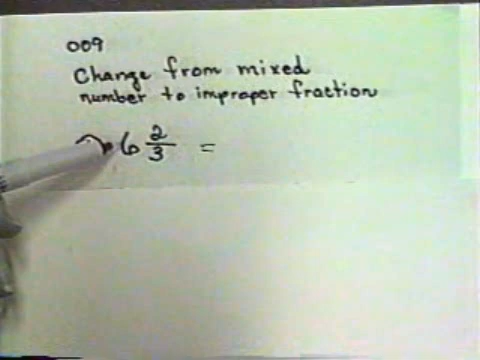 009
Change from mixed
number to improper fraction
6 2/3 =